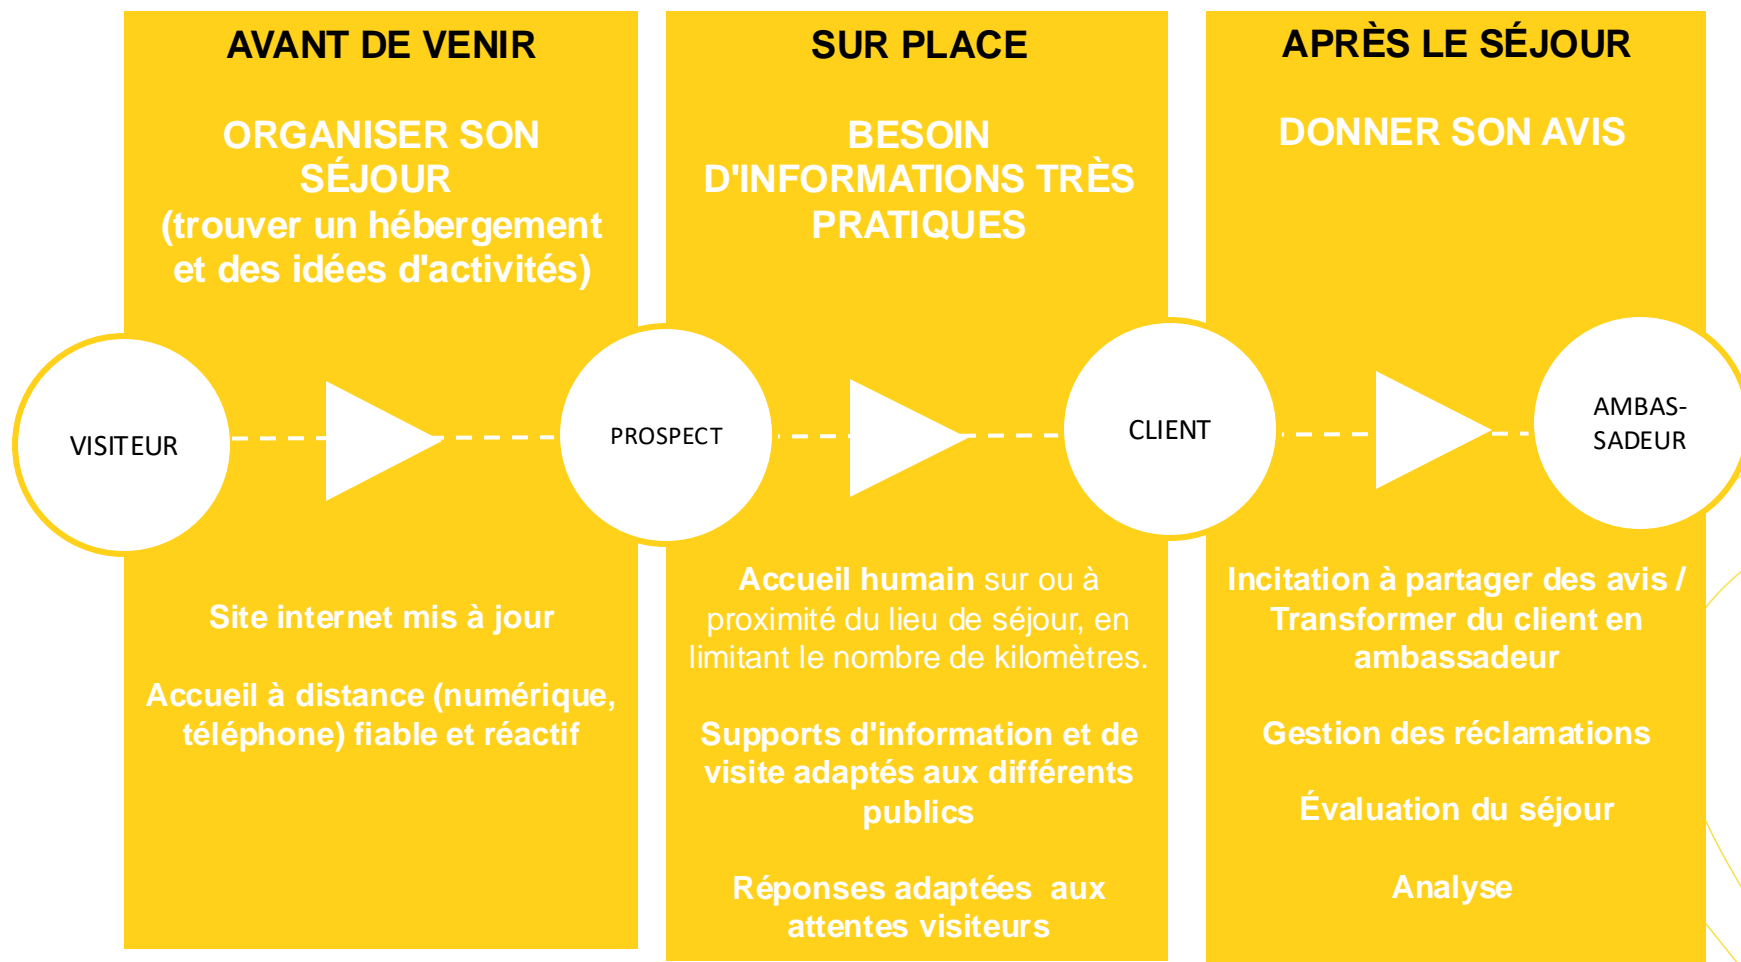 AVANT DE VENIR
ORGANISER SON
SÉJOUR
(trouver un hébergement
et des idées d'activités)
SUR PLACE
BESOIN
D'INFORMATIONS TRÈS
PRATIQUES
APRÈS LE SÉJOUR
DONNER SON AVIS
VISITEUR
PROSPECT
CLIENT
AMBAS-
SADEUR
Site internet mis à jour
Accueil à distance (numérique,
téléphone) fiable et réactif
Accueil humain sur ou à
proximité du lieu de séjour, en
limitant le nombre de kilomètres.
Supports d'information et de
visite adaptés aux différents
publics
Réponses adaptées aux
attentes visiteurs
Incitation à partager des avis /
Transformer du client en
ambassadeur
Gestion des réclamations
Évaluation du séjour
Analyse